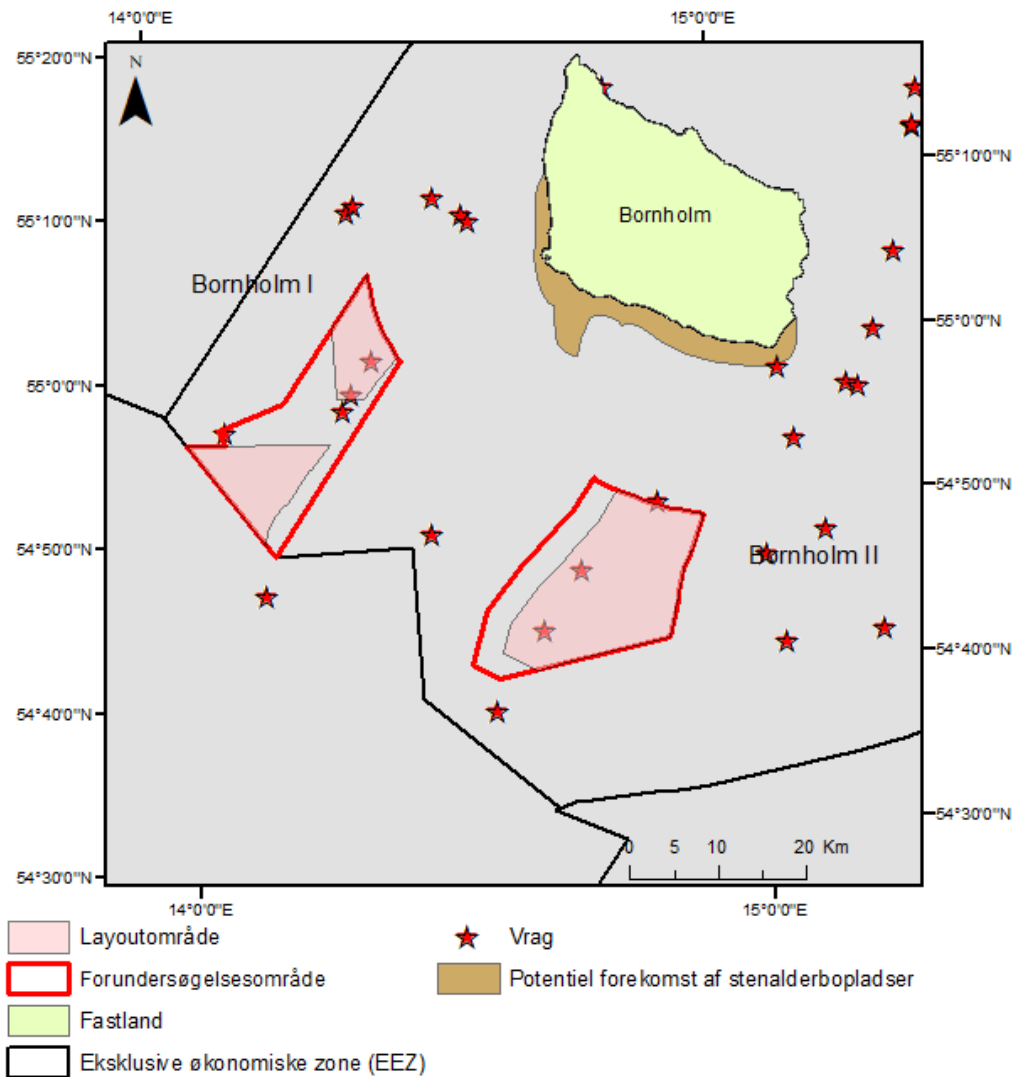 14°0'0"E 15°0'0"E
55°20'0"N
N
55°10'0"N
Bornholm
55°10'0"N
Bornholm I
55°0'0"N
55°0'0"N
54°50'0"N
54°50'0"N
Bornholm II
54°40'0"N
54°40'0"N
54°30'0"N
0 5 10 20 Km
54°30'0"N
14°0'0"E 15°0'0"E
Layoutområde
Vrag
Forundersøgelsesområde
Potentiel forekomst af stenalderbopladser
Fastland
Eksklusive økonomiske zone (EEZ)